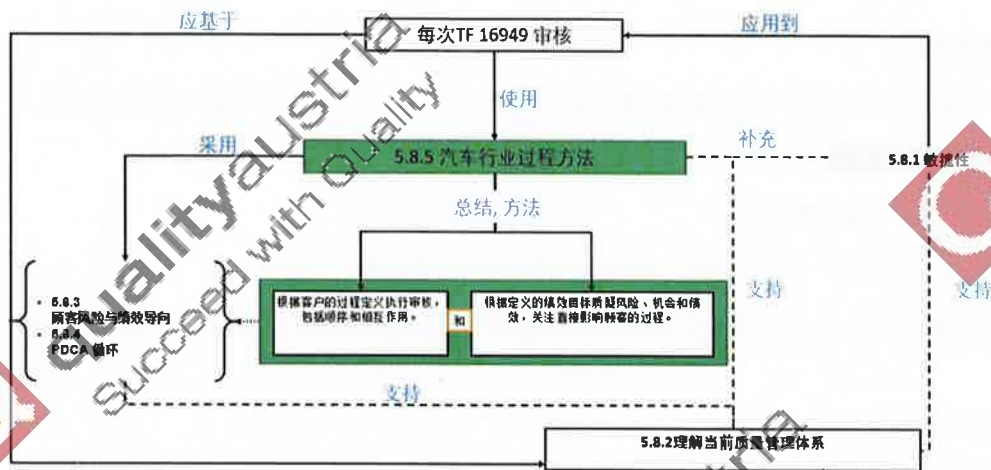 应基于
每次TF 16949 审核
应用到
使用
采用
5.8.5 汽车行业过程方法
补充
5.8.1 敏捷性
总结, 方法
根据客户的过程定义执行审核,
包括顺序和相互作用。
和
根据定义的绩效目标质疑风险、机会和绩
效,关注直接影响顾客的过程。
支持
支持
• 5.8.3
顾客风险与绩效导向
• 5.8.4
PDCA 循环
支持
5.8.2理解当前质量管理体系
qualityaustria
Succeed with Quality